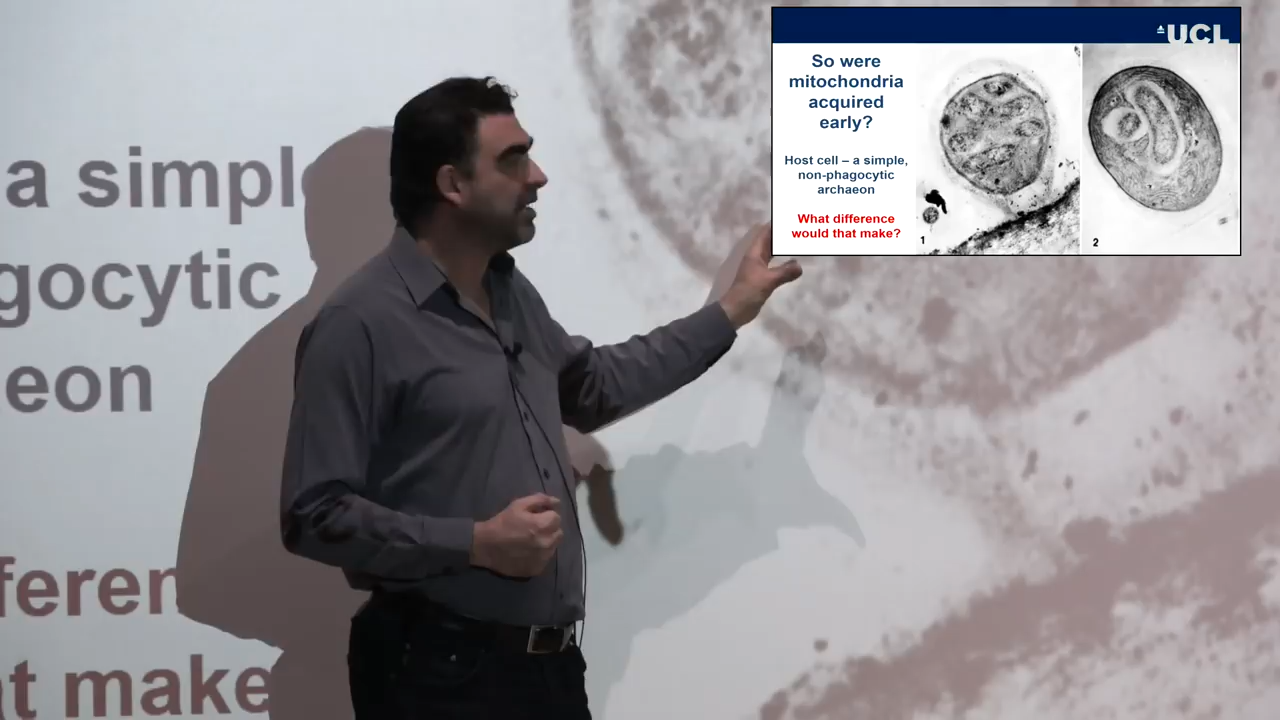 UCL
So were
mitochondria
acquired
early?
Host cell – a simple,
non-phagocytic
archaeon
What difference
would that make?
1
2
a simpl
gocytic
eon
feren
t make